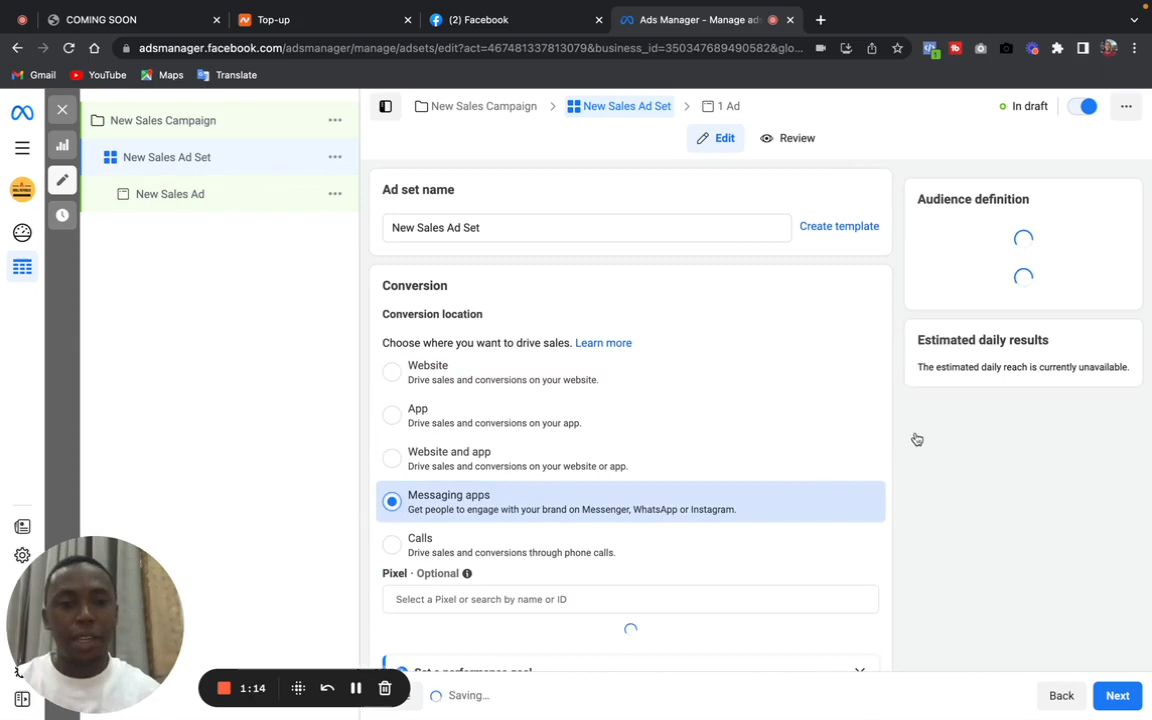 COMING SOON
Top-up
(2) Facebook
Ads Manager - Manage ads
adsmanager.facebook.com/adsmanager/manage/adsets/edit?act=467481337813079&business_id=350347689490582&glo...
Gmail
YouTube
Maps
Translate
New Sales Campaign
New Sales Ad Set
New Sales Ad
New Sales Campaign
New Sales Ad Set
1 Ad
In draft
Edit
Review
Ad set name
New Sales Ad Set
Create template
Conversion
Conversion location
Choose where you want to drive sales. Learn more
Website
Drive sales and conversions on your website.
App
Drive sales and conversions on your app.
Website and app
Drive sales and conversions on your website or app.
Messaging apps
Get people to engage with your brand on Messenger, WhatsApp or Instagram.
Calls
Drive sales and conversions through phone calls.
Pixel · Optional
Select a Pixel or search by name or ID
Set a performance goal
Audience definition
Estimated daily results
The estimated daily reach is currently unavailable.
1:14
Saving...
Back
Next